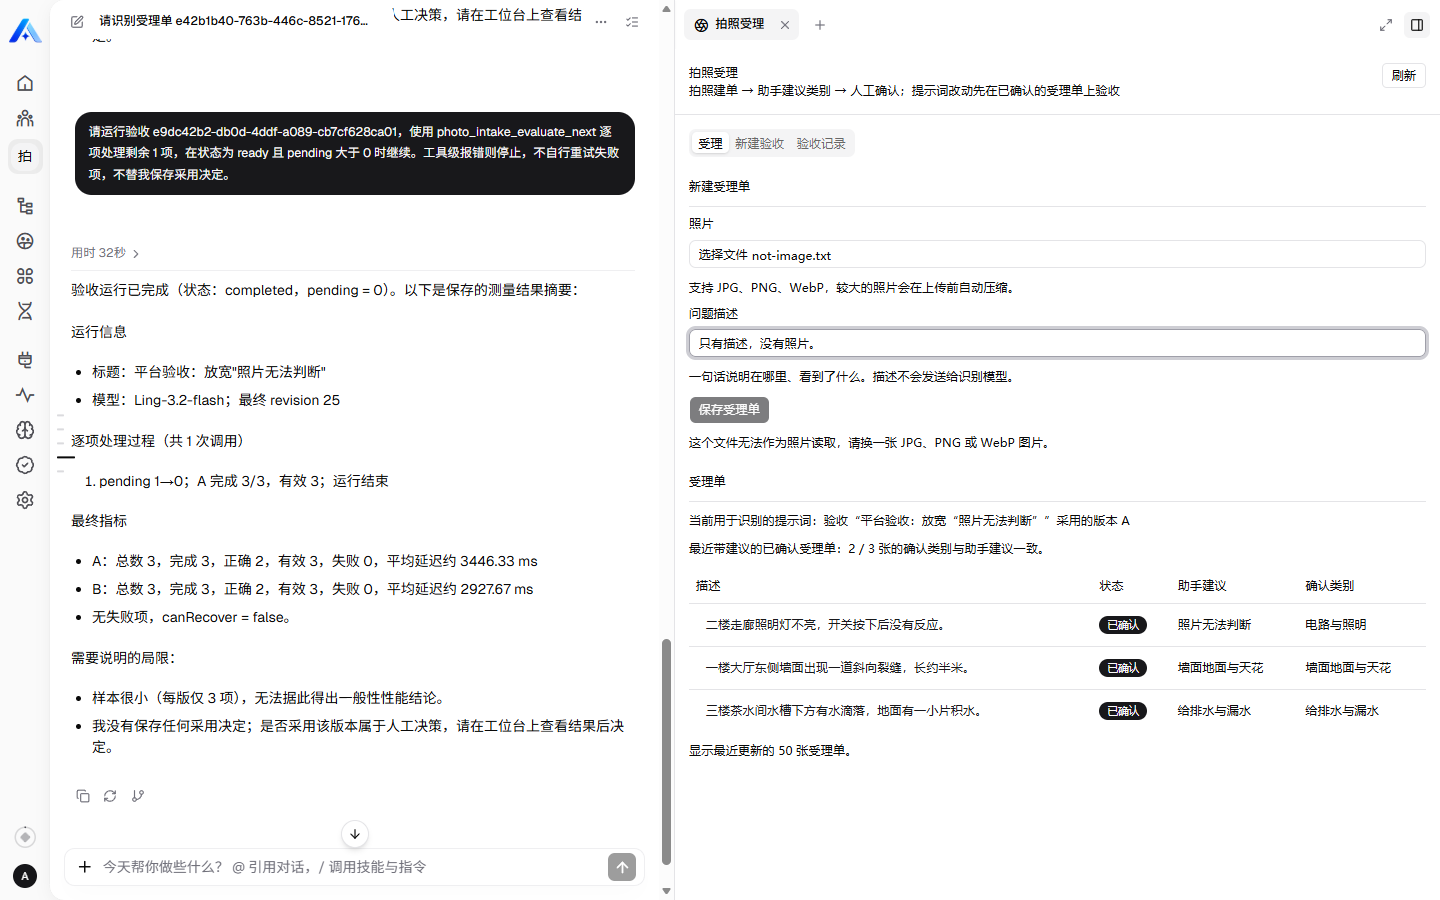 请识别受理单 e42b1b40-763b-446c-8521-176...
人工决策，请在工位台上查看结
定。
拍
请运行验收 e9dc42b2-db0d-4ddf-a089-cb7cf628ca01，使用 photo_intake_evaluate_next 逐
项处理剩余 1 项，在状态为 ready 且 pending 大于 0 时继续。工具级报错则停止，不自行重试失败
项，不替我保存采用决定。
用时 32秒
验收运行已完成（状态：completed，pending = 0）。以下是保存的测量结果摘要：
运行信息
• 标题：平台验收：放宽"照片无法判断"
• 模型：Ling-3.2-flash；最终 revision 25
逐项处理过程（共 1 次调用）
1. pending 1→0；A 完成 3/3，有效 3；运行结束
最终指标
• A：总数 3，完成 3，正确 2，有效 3，失败 0，平均延迟约 3446.33 ms
• B：总数 3，完成 3，正确 2，有效 3，失败 0，平均延迟约 2927.67 ms
• 无失败项，canRecover = false。
需要说明的局限：
• 样本很小（每版仅 3 项），无法据此得出一般性性能结论。
• 我没有保存任何采用决定；是否采用该版本属于人工决策，请在工位台上查看结果后决
定。
今天帮你做些什么？ @ 引用对话，/ 调用技能与指令
A
拍照受理
拍照受理
拍照建单 → 助手建议类别 → 人工确认；提示词改动先在已确认的受理单上验收
刷新
受理 新建验收 验收记录
新建受理单
照片
选择文件 not-image.txt
支持 JPG、PNG、WebP，较大的照片会在上传前自动压缩。
问题描述
只有描述，没有照片。
一句话说明在哪里、看到了什么。描述不会发送给识别模型。
保存受理单
这个文件无法作为照片读取，请换一张 JPG、PNG 或 WebP 图片。
受理单
当前用于识别的提示词：验收“平台验收：放宽“照片无法判断””采用的版本 A
最近带建议的已确认受理单：2 / 3 张的确认类别与助手建议一致。
描述 状态 助手建议 确认类别
二楼走廊照明灯不亮，开关按下后没有反应。 已确认 照片无法判断 电路与照明
一楼大厅东侧墙面出现一道斜向裂缝，长约半米。 已确认 墙面地面与天花 墙面地面与天花
三楼茶水间水槽下方有水滴落，地面有一小片积水。 已确认 给排水与漏水 给排水与漏水
显示最近更新的 50 张受理单。